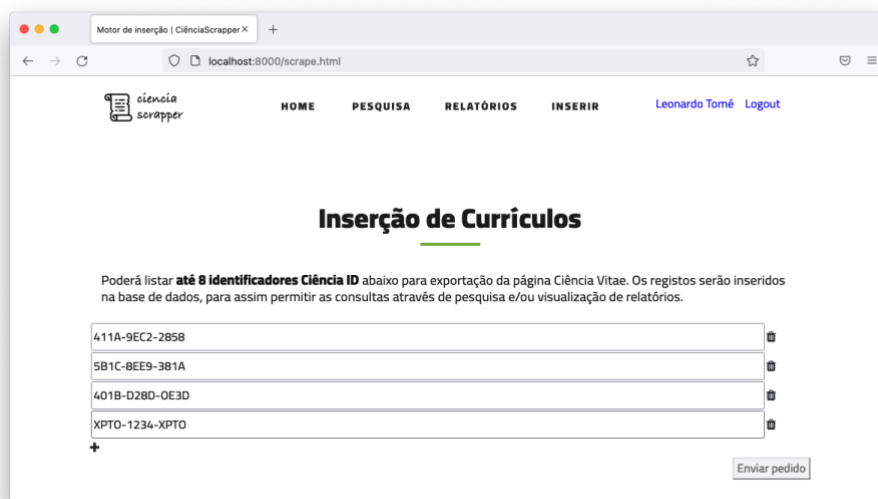 Motor de inserção | CiênciaScrapper
localhost:8000/scrape.html
ciencia
scrapper
HOME PESQUISA RELATÓRIOS INSERIR Leonardo Tomé Logout
Inserção de Currículos
Poderá listar até 8 identificadores Ciência ID abaixo para exportação da página Ciência Vitae. Os registos serão inseridos
na base de dados, para assim permitir as consultas através de pesquisa e/ou visualização de relatórios.
411A-9EC2-2858
5B1C-8EE9-381A
401B-D28D-0E3D
XPTO-1234-XPTO
Enviar pedido